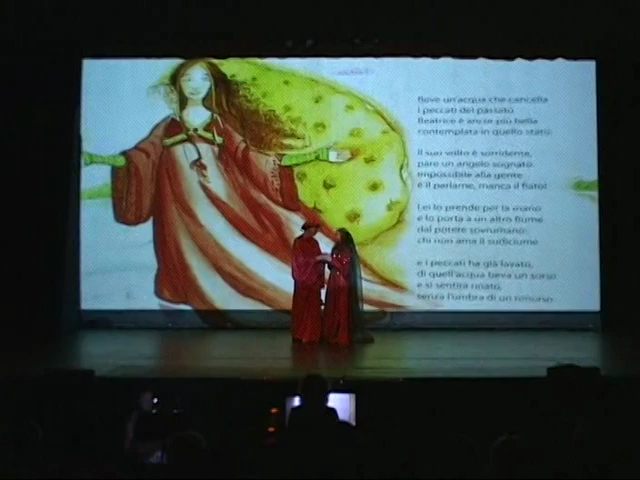 Beve un'acqua che cancella
i peccati del passato
Beatrice è ancor più bella
contemplata in quello stato.
Il suo volto è sorridente,
pare un angelo sognato.
Impossibile alla gente
è il parlarne, manca il fiato!
Lei lo prende per la mano
e lo porta a un altro fiume
dal potere sovrumano:
chi non ama il sudiciume
e i peccati ha già lavato,
di quell'acqua beva un sorso
e si sentirà rinato,
senza l'ombra di un rimorso.